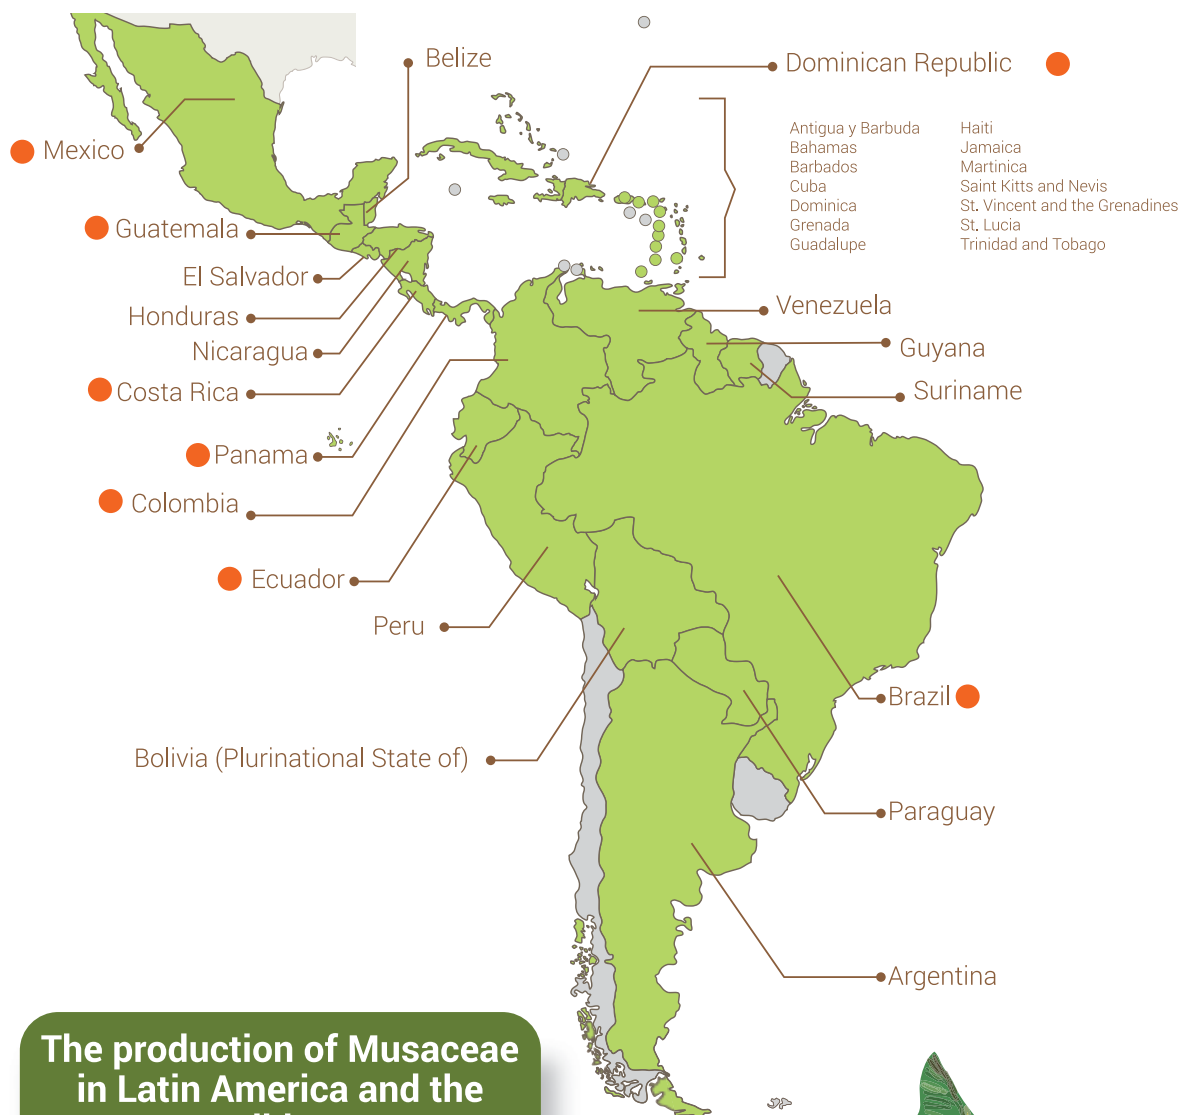 Belize
Dominican Republic
Mexico
Antigua y Barbuda
Bahamas
Barbados
Cuba
Dominica
Grenada
Guadalupe
Haiti
Jamaica
Martinica
Saint Kitts and Nevis
St. Vincent and the Grenadines
St. Lucia
Trinidad and Tobago
Guatemala
El Salvador
Honduras
Nicaragua
Costa Rica
Panama
Colombia
Ecuador
Peru
Bolivia (Plurinational State of)
Venezuela
Guyana
Suriname
Brazil
Paraguay
Argentina
The production of Musaceae
in Latin America and the